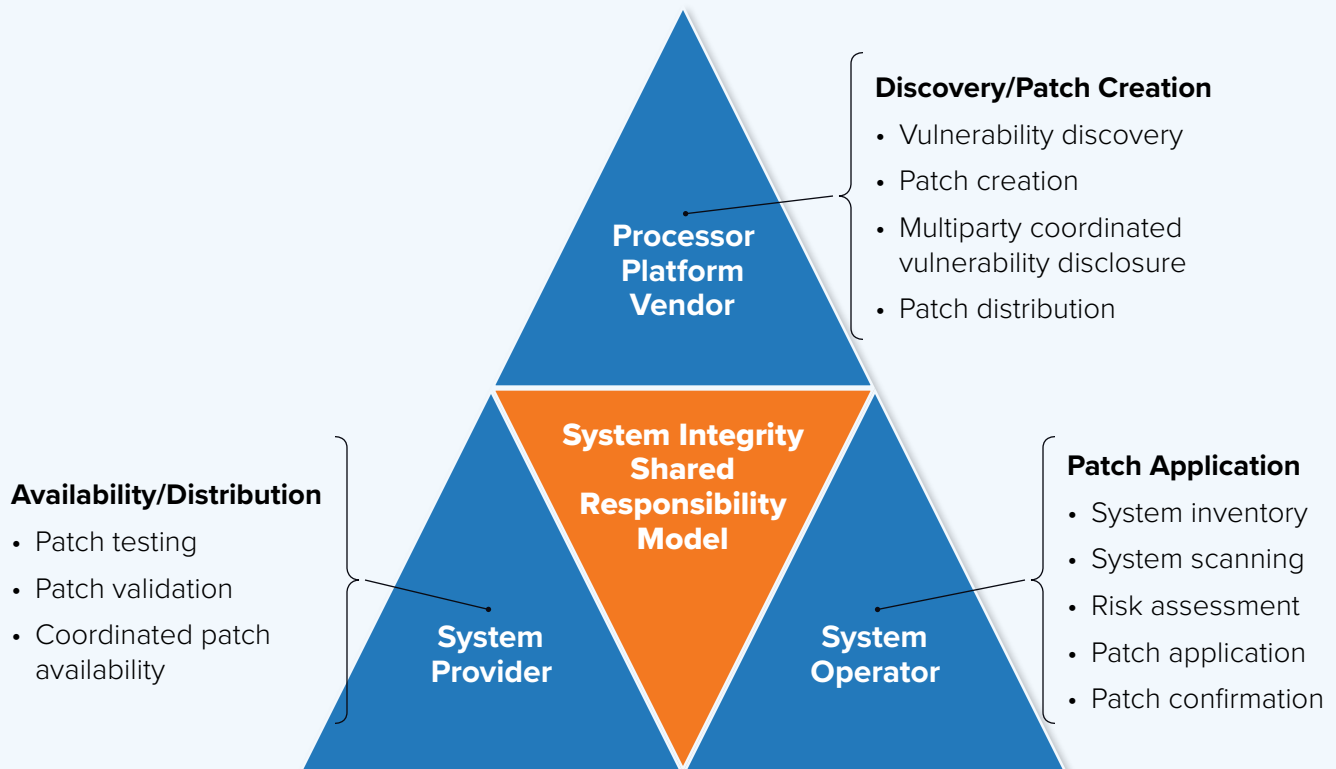 Discovery/Patch Creation
• Vulnerability discovery
• Patch creation
• Multiparty coordinated
vulnerability disclosure
• Patch distribution
Processor
Platform
Vendor
System Integrity
Shared
Responsibility
Model
Availability/Distribution
• Patch testing
• Patch validation
• Coordinated patch
availability
System
Provider
System
Operator
Patch Application
• System inventory
• System scanning
• Risk assessment
• Patch application
• Patch confirmation